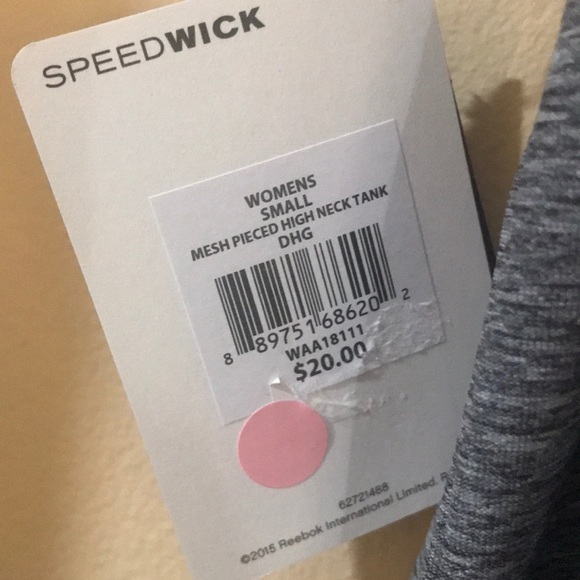 SPEEDWICK
WOMENS
SMALL
MESH PIECED HIGH NECK TANK
DHG
8 89751 68620 2
WAA18111
$20.00
62721488
©2015 Reebok International Limited.